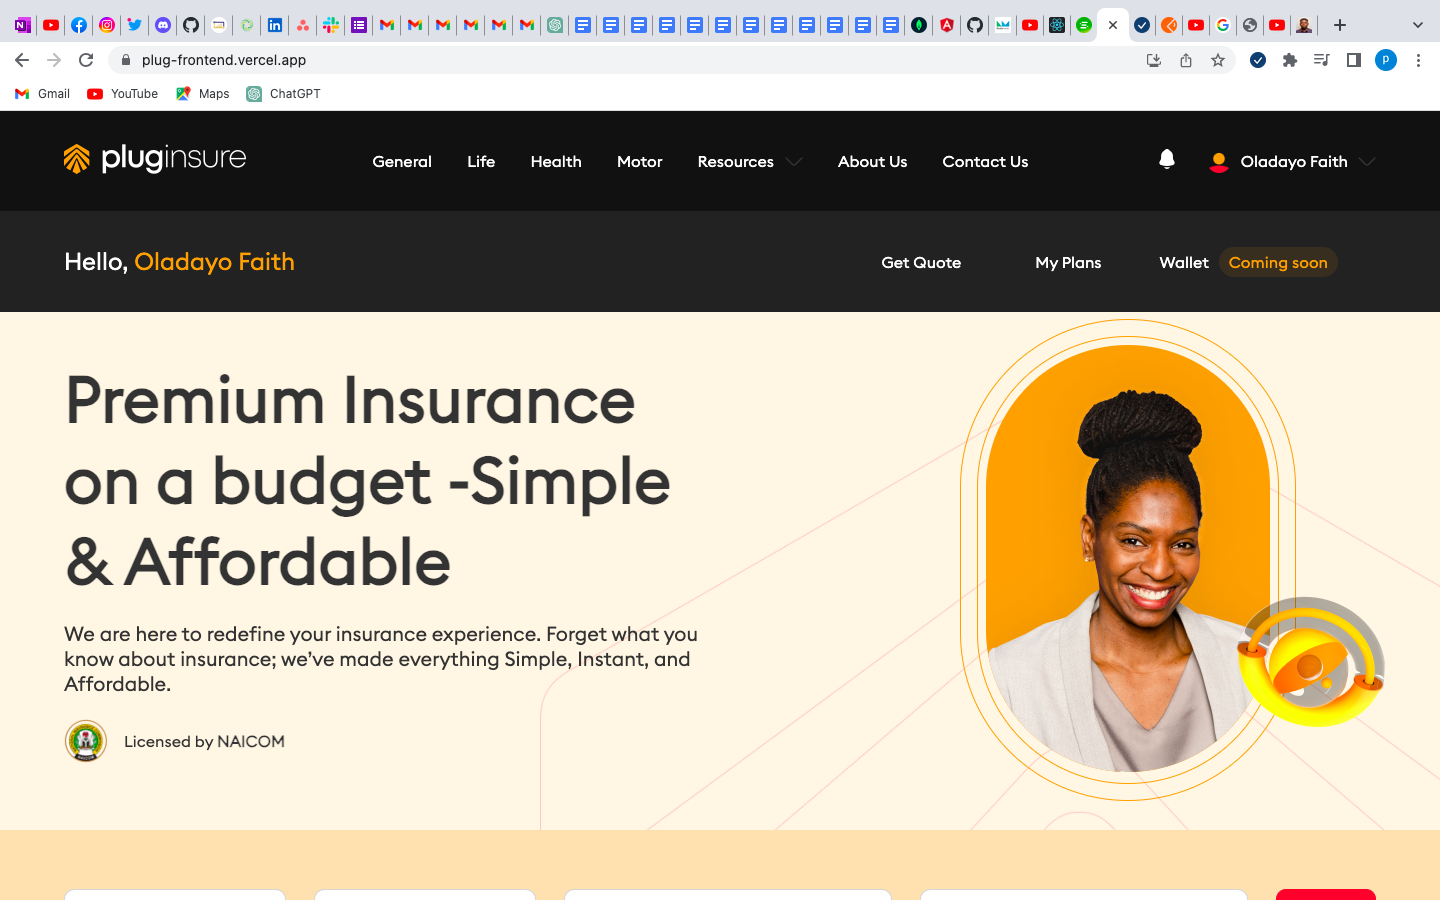 plug-frontend.vercel.app
P
Gmail
YouTube
Maps
ChatGPT
pluginsure
General
Life
Health
Motor
Resources
About Us
Contact Us
Oladayo Faith
Hello, Oladayo Faith
Get Quote
My Plans
Wallet
Coming soon
Premium Insurance
on a budget -Simple
& Affordable
We are here to redefine your insurance experience. Forget what you
know about insurance; we’ve made everything Simple, Instant, and
Affordable.
Licensed by NAICOM